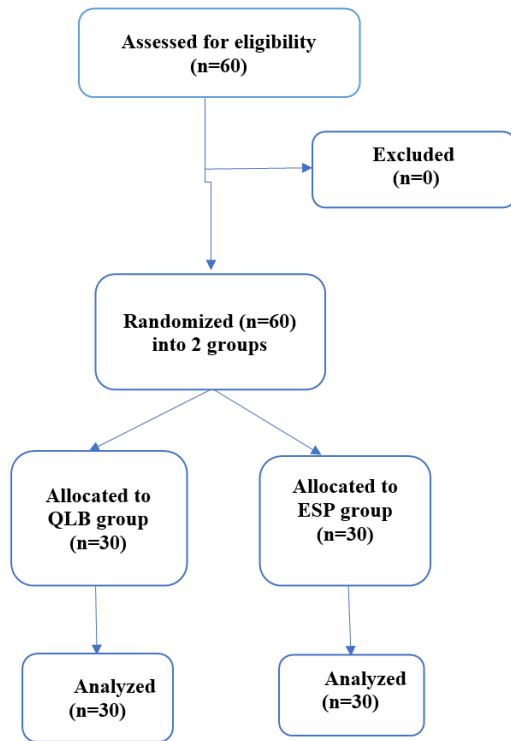 Assessed for eligibility
(n=60)
Excluded
(n=0)
Randomized (n=60)
into 2 groups
Allocated to
QLB group
(n=30)
Allocated to
ESP group
(n=30)
Analyzed
(n=30)
Analyzed
(n=30)